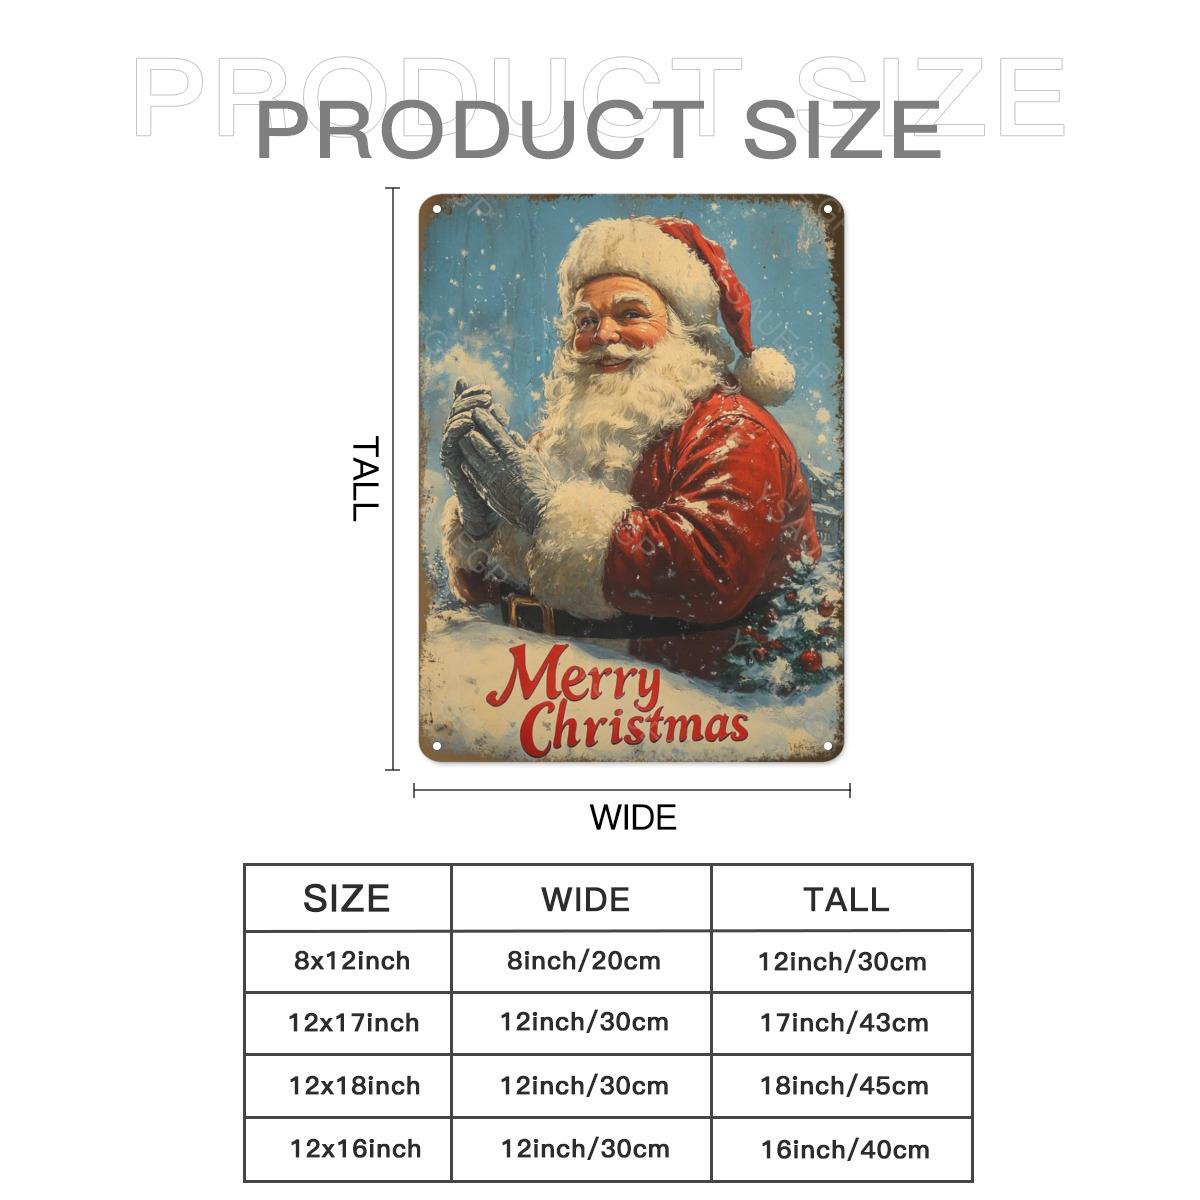 PRODUCT SIZE
PRODUCT SIZE
TALL
Merry
Christmas
WIDE
SIZE WIDE TALL
8x12inch 8inch/20cm 12inch/30cm
12x17inch 12inch/30cm 17inch/43cm
12x18inch 12inch/30cm 18inch/45cm
12x16inch 12inch/30cm 16inch/40cm